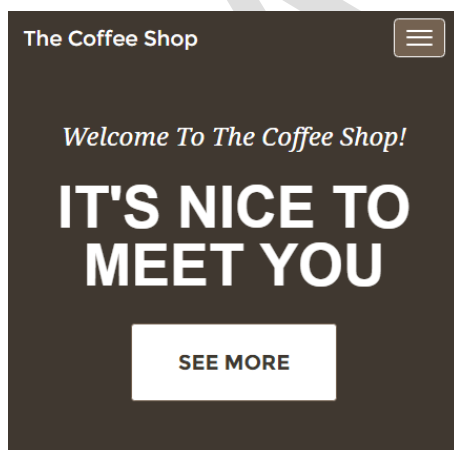 The Coffee Shop
Welcome To The Coffee Shop!
IT'S NICE TO
MEET YOU
SEE MORE